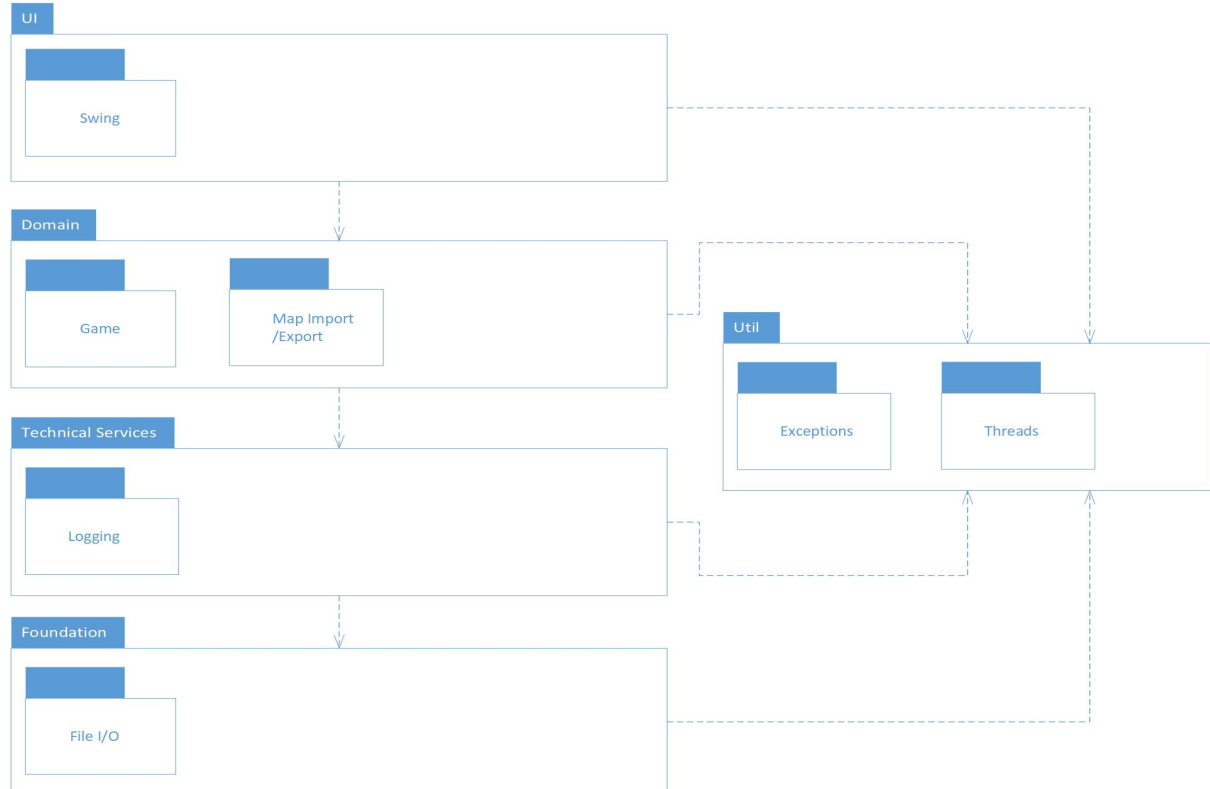 UI
Swing
Domain
Game
Map Import
/Export
Util
Exceptions
Threads
Technical Services
Logging
Foundation
File I/O